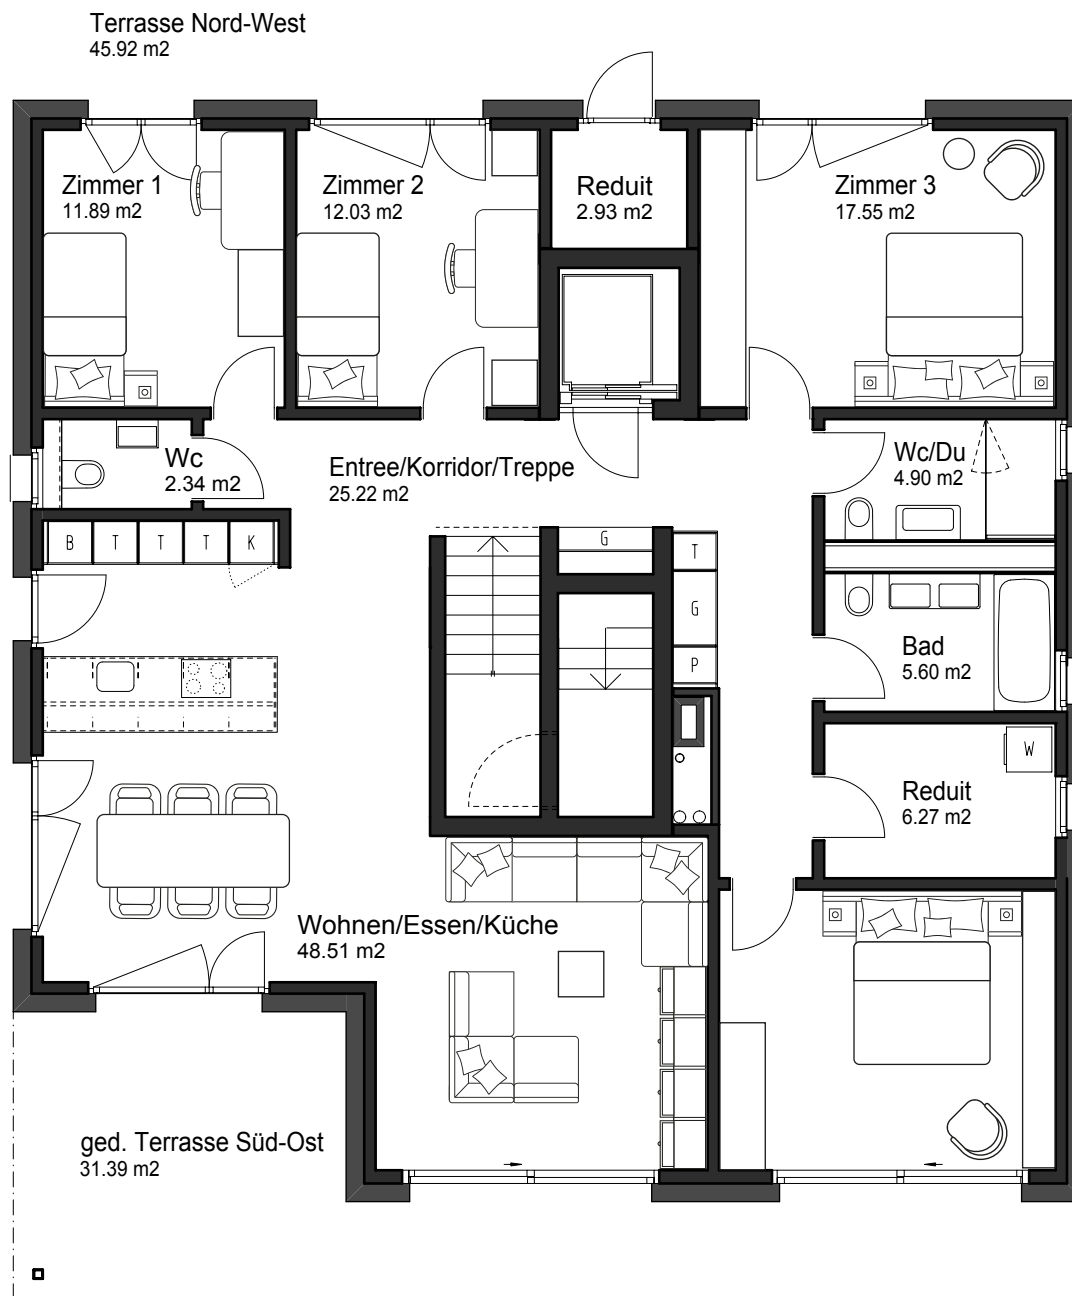 Terrasse Nord-West
45.92 m2
Zimmer 1
11.89 m2
Zimmer 2
12.03 m2
Reduit
2.93 m2
Zimmer 3
17.55 m2
Wc
2.34 m2
Entree/Korridor/Treppe
25.22 m2
Wc/Du
4.90 m2
B T T T K
G
T
G
P
Bad
5.60 m2
W
Reduit
6.27 m2
Wohnen/Essen/Küche
48.51 m2
ged. Terrasse Süd-Ost
31.39 m2